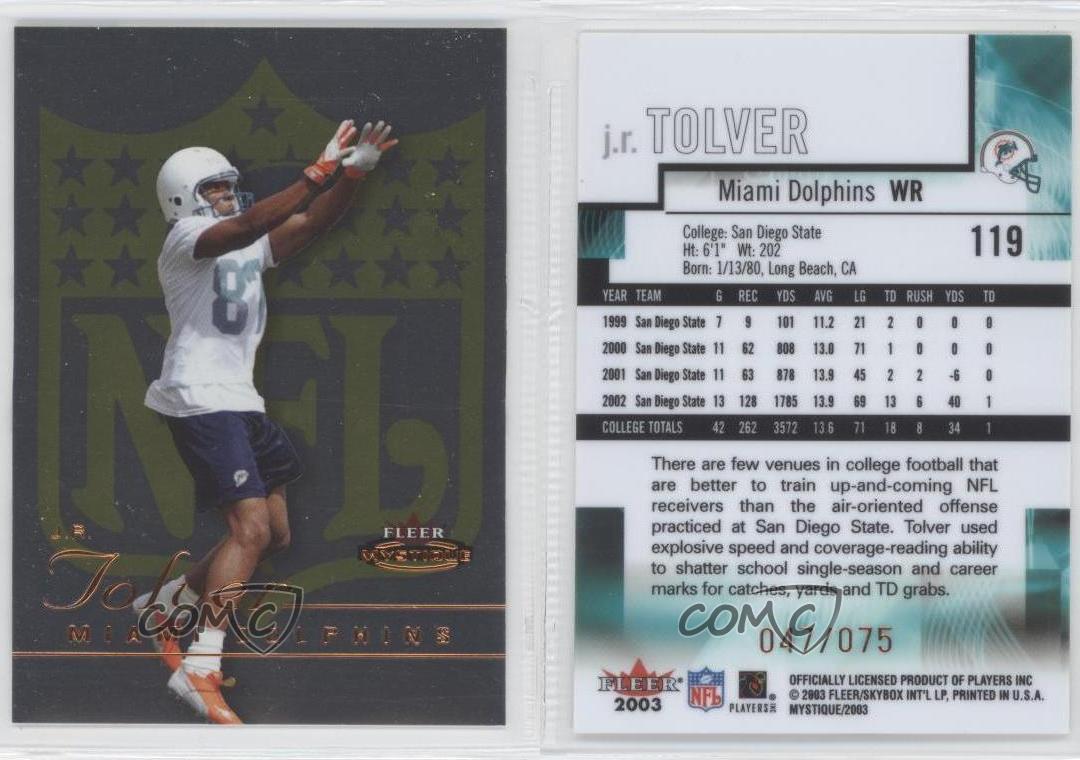 NFL
87
J.R.
Tolver
MIAMI DOLPHINS
FLEER
MYSTIQUE
COMC
j.r. TOLVER
Miami Dolphins WR
119
College: San Diego State
Ht: 6'1" Wt: 202
Born: 1/13/80, Long Beach, CA
YEAR TEAM G REC YDS AVG LG TD RUSH YDS TD
1999 San Diego State 7 9 101 11.2 21 2 0 0 0
2000 San Diego State 11 62 808 13.0 71 1 0 0 0
2001 San Diego State 11 63 878 13.9 45 2 2 -6 0
2002 San Diego State 13 128 1785 13.9 69 13 6 40 1
COLLEGE TOTALS 42 262 3572 13.6 71 18 8 34 1
There are few venues in college football that
are better to train up-and-coming NFL
receivers than the air-oriented offense
practiced at San Diego State. Tolver used
explosive speed and coverage-reading ability
to shatter school single-season and career
marks for catches, yards and TD grabs.
COMC
/075
FLEER®
2003
NFL
PLAYERS INC
OFFICIALLY LICENSED PRODUCT OF PLAYERS INC
© 2003 FLEER/SKYBOX INT'L LP, PRINTED IN U.S.A.
MYSTIQUE/2003